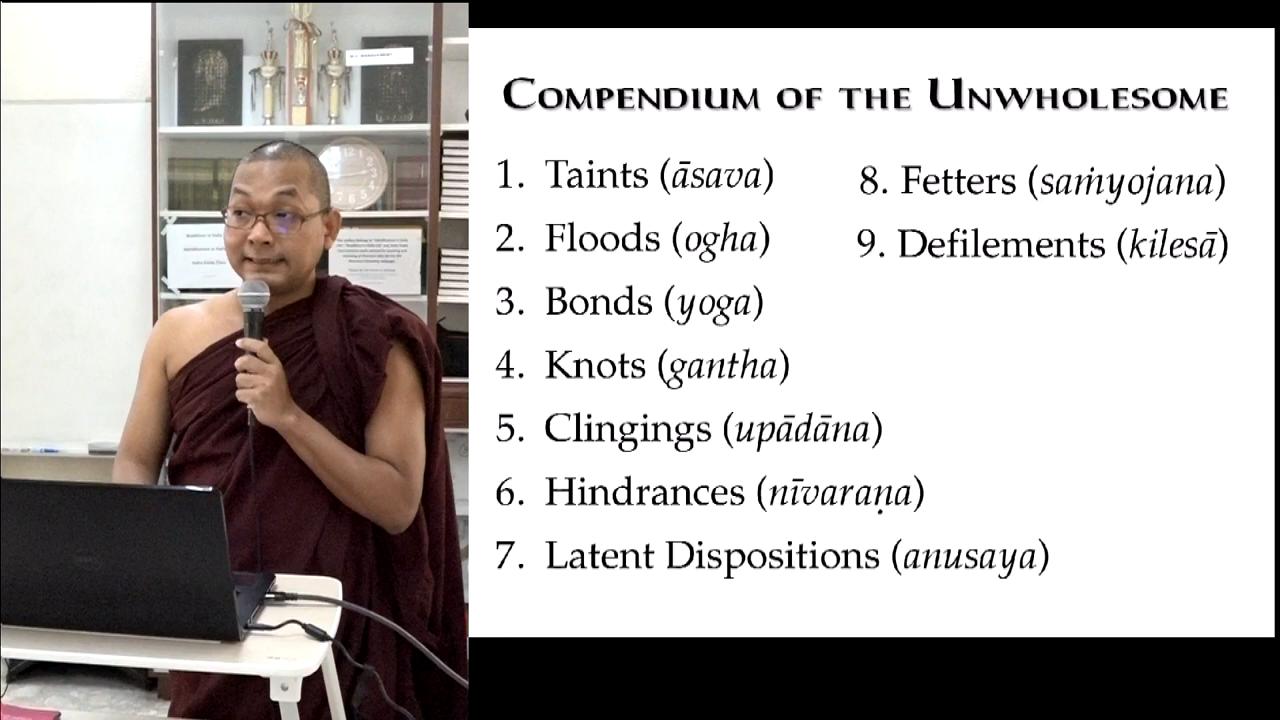 COMPENDIUM OF THE UNWHOLESOME
1. Taints (āsava)
2. Floods (ogha)
3. Bonds (yoga)
4. Knots (gantha)
5. Clingings (upādāna)
6. Hindrances (nīvaraṇa)
7. Latent Dispositions (anusaya)
8. Fetters (saṁyojana)
9. Defilements (kilesā)